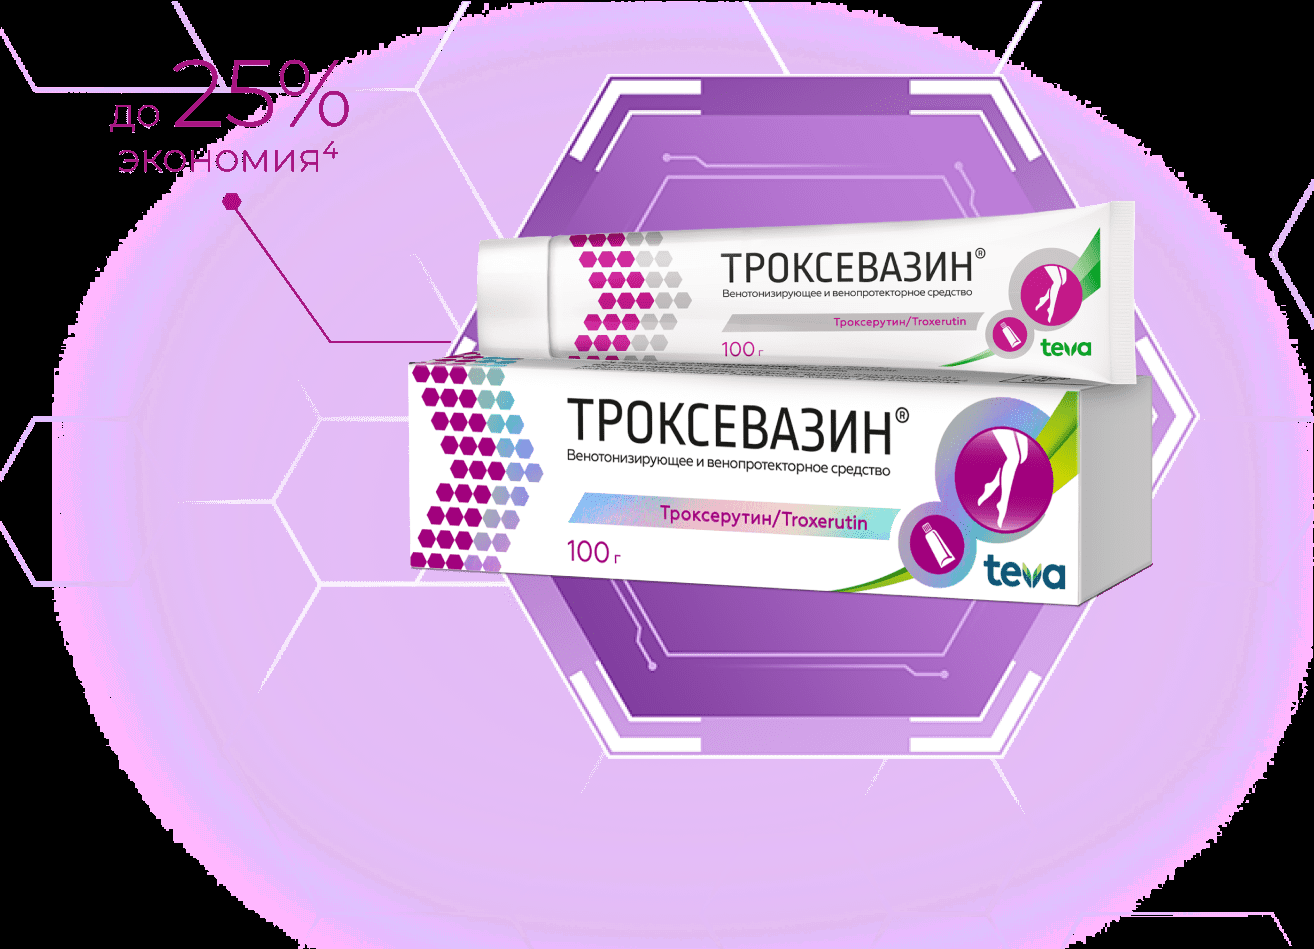 до 25%
экономия⁴
ТРОКСЕВАЗИН®
Венотонизирующее и венопротекторное средство
Троксерутин/Troxerutin
100 г
teva
ТРОКСЕВАЗИН®
Венотонизирующее и венопротекторное средство
Троксерутин/Troxerutin
100 г
teva